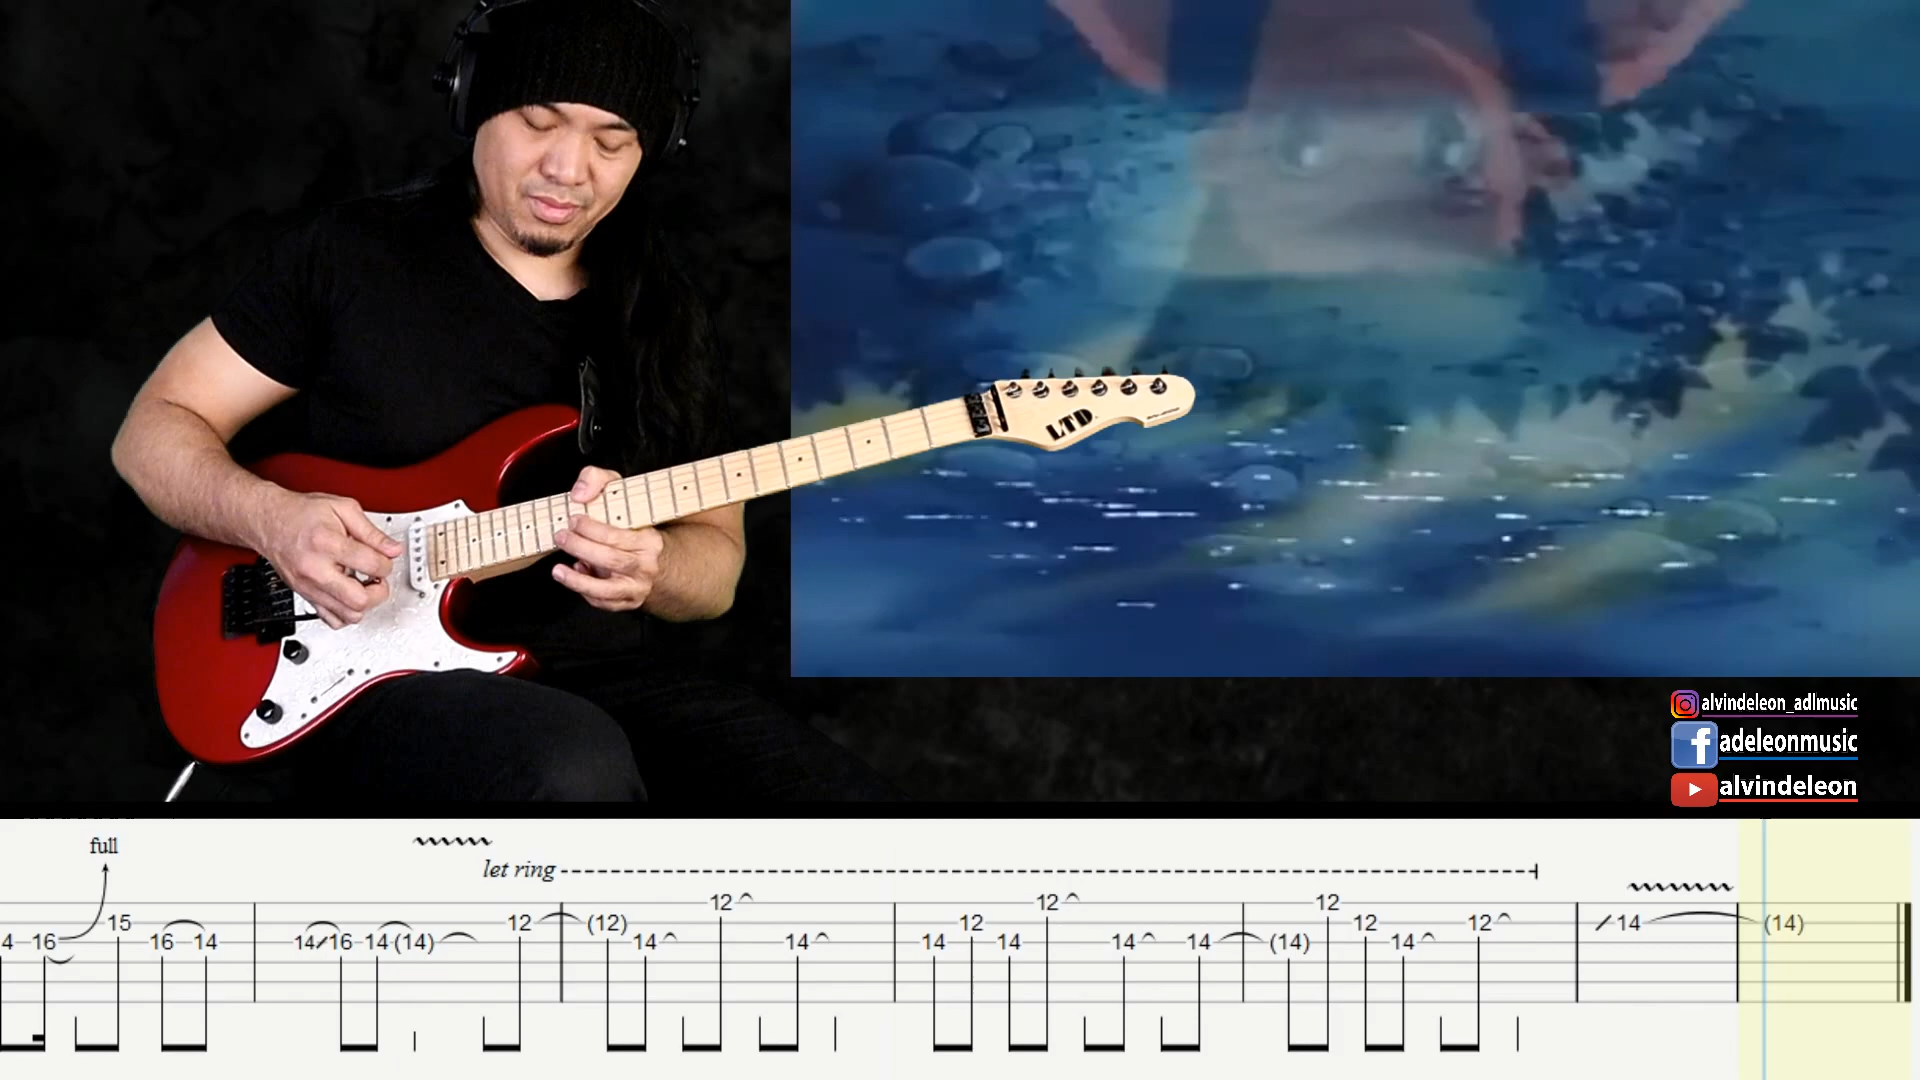 LTD
alvindeleon_adlmusic
adeleonmusic
alvindeleon
full
let ring
12 12 12
15 12 (12) 12 12 12 14 (14)
4 16 16 14 14 16 14 (14) 14 14 14 14 14 14 (14) 14